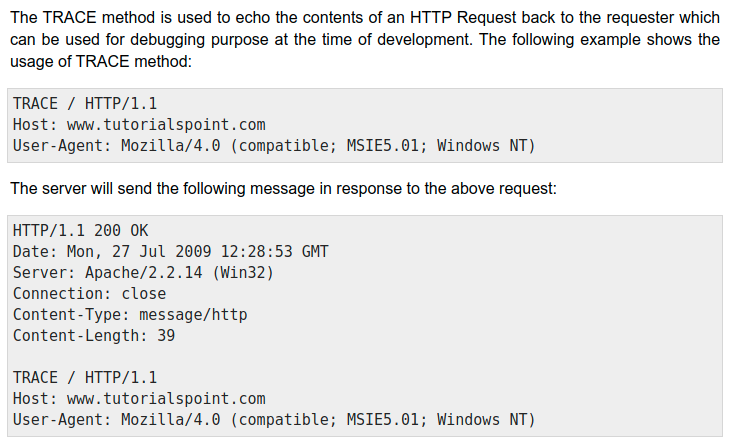 The TRACE method is used to echo the contents of an HTTP Request back to the requester which
can be used for debugging purpose at the time of development. The following example shows the
usage of TRACE method:
TRACE / HTTP/1.1
Host: www.tutorialspoint.com
User-Agent: Mozilla/4.0 (compatible; MSIE5.01; Windows NT)
The server will send the following message in response to the above request:
HTTP/1.1 200 OK
Date: Mon, 27 Jul 2009 12:28:53 GMT
Server: Apache/2.2.14 (Win32)
Connection: close
Content-Type: message/http
Content-Length: 39
TRACE / HTTP/1.1
Host: www.tutorialspoint.com
User-Agent: Mozilla/4.0 (compatible; MSIE5.01; Windows NT)